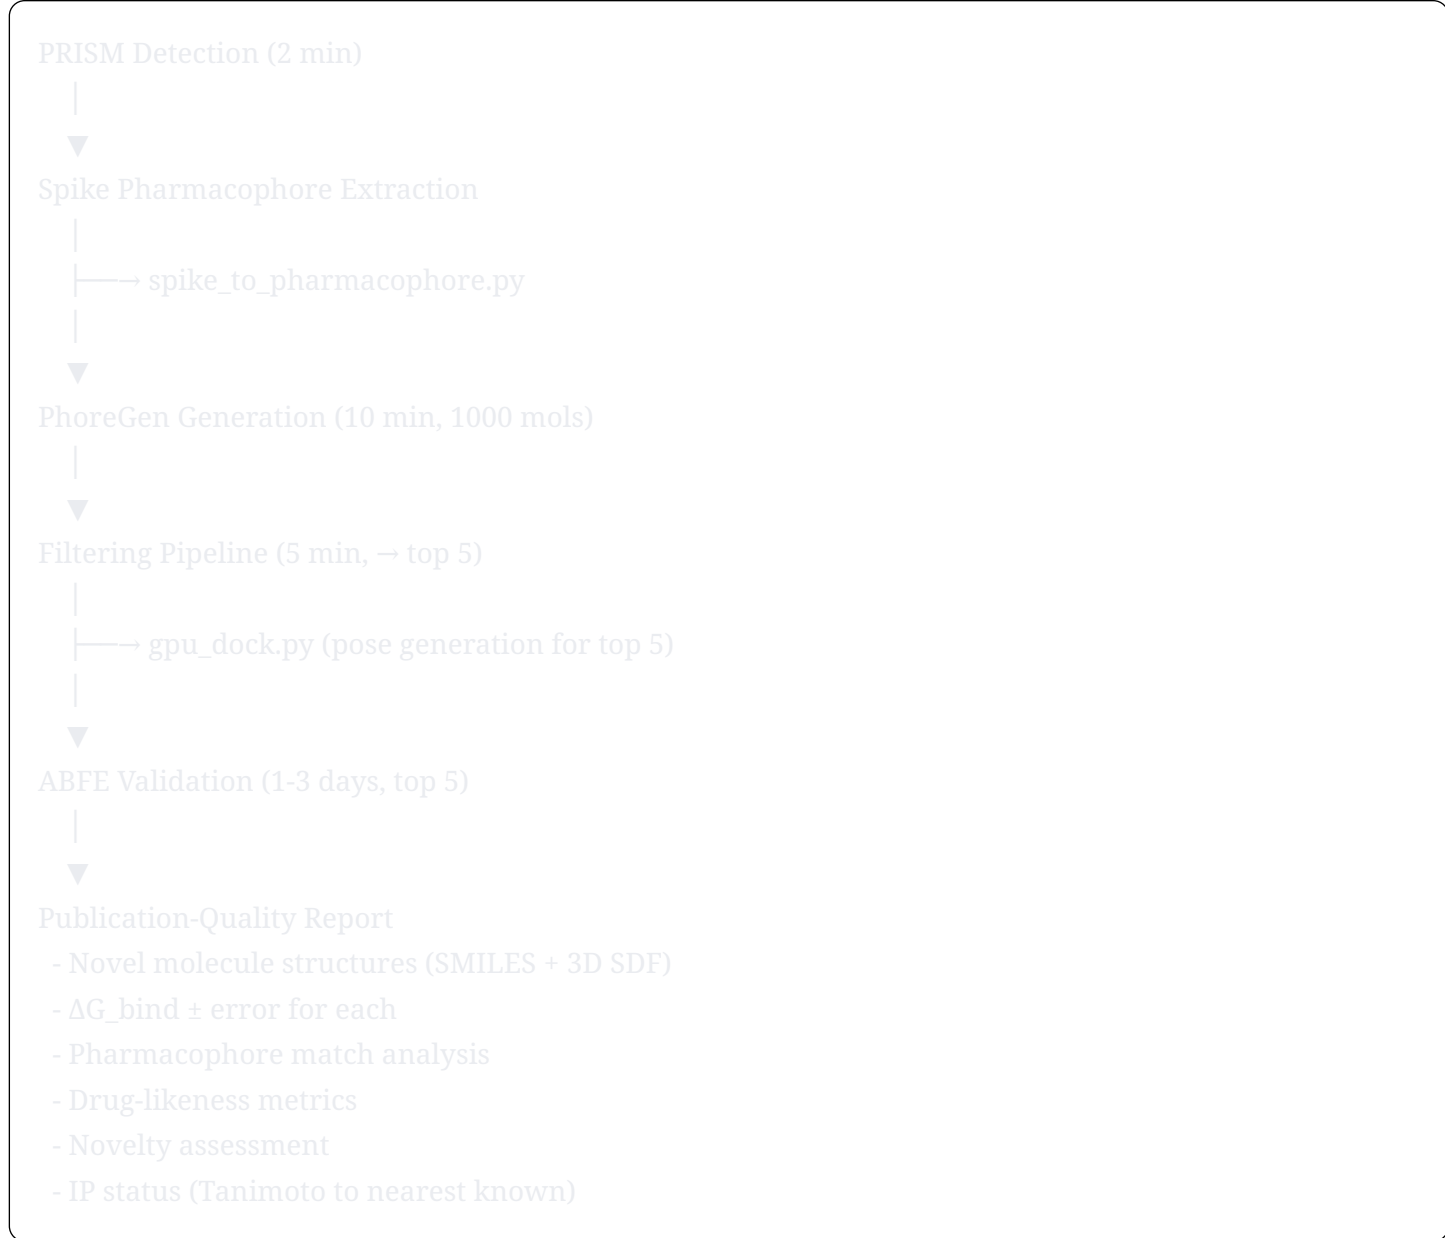 PRISM Detection (2 min)
│
▼
Spike Pharmacophore Extraction
│
├──→ spike_to_pharmacophore.py
│
▼
PhoreGen Generation (10 min, 1000 mols)
│
▼
Filtering Pipeline (5 min, → top 5)
│
├──→ gpu_dock.py (pose generation for top 5)
│
▼
ABFE Validation (1-3 days, top 5)
│
▼
Publication-Quality Report
- Novel molecule structures (SMILES + 3D SDF)
- ΔG_bind ± error for each
- Pharmacophore match analysis
- Drug-likeness metrics
- Novelty assessment
- IP status (Tanimoto to nearest known)